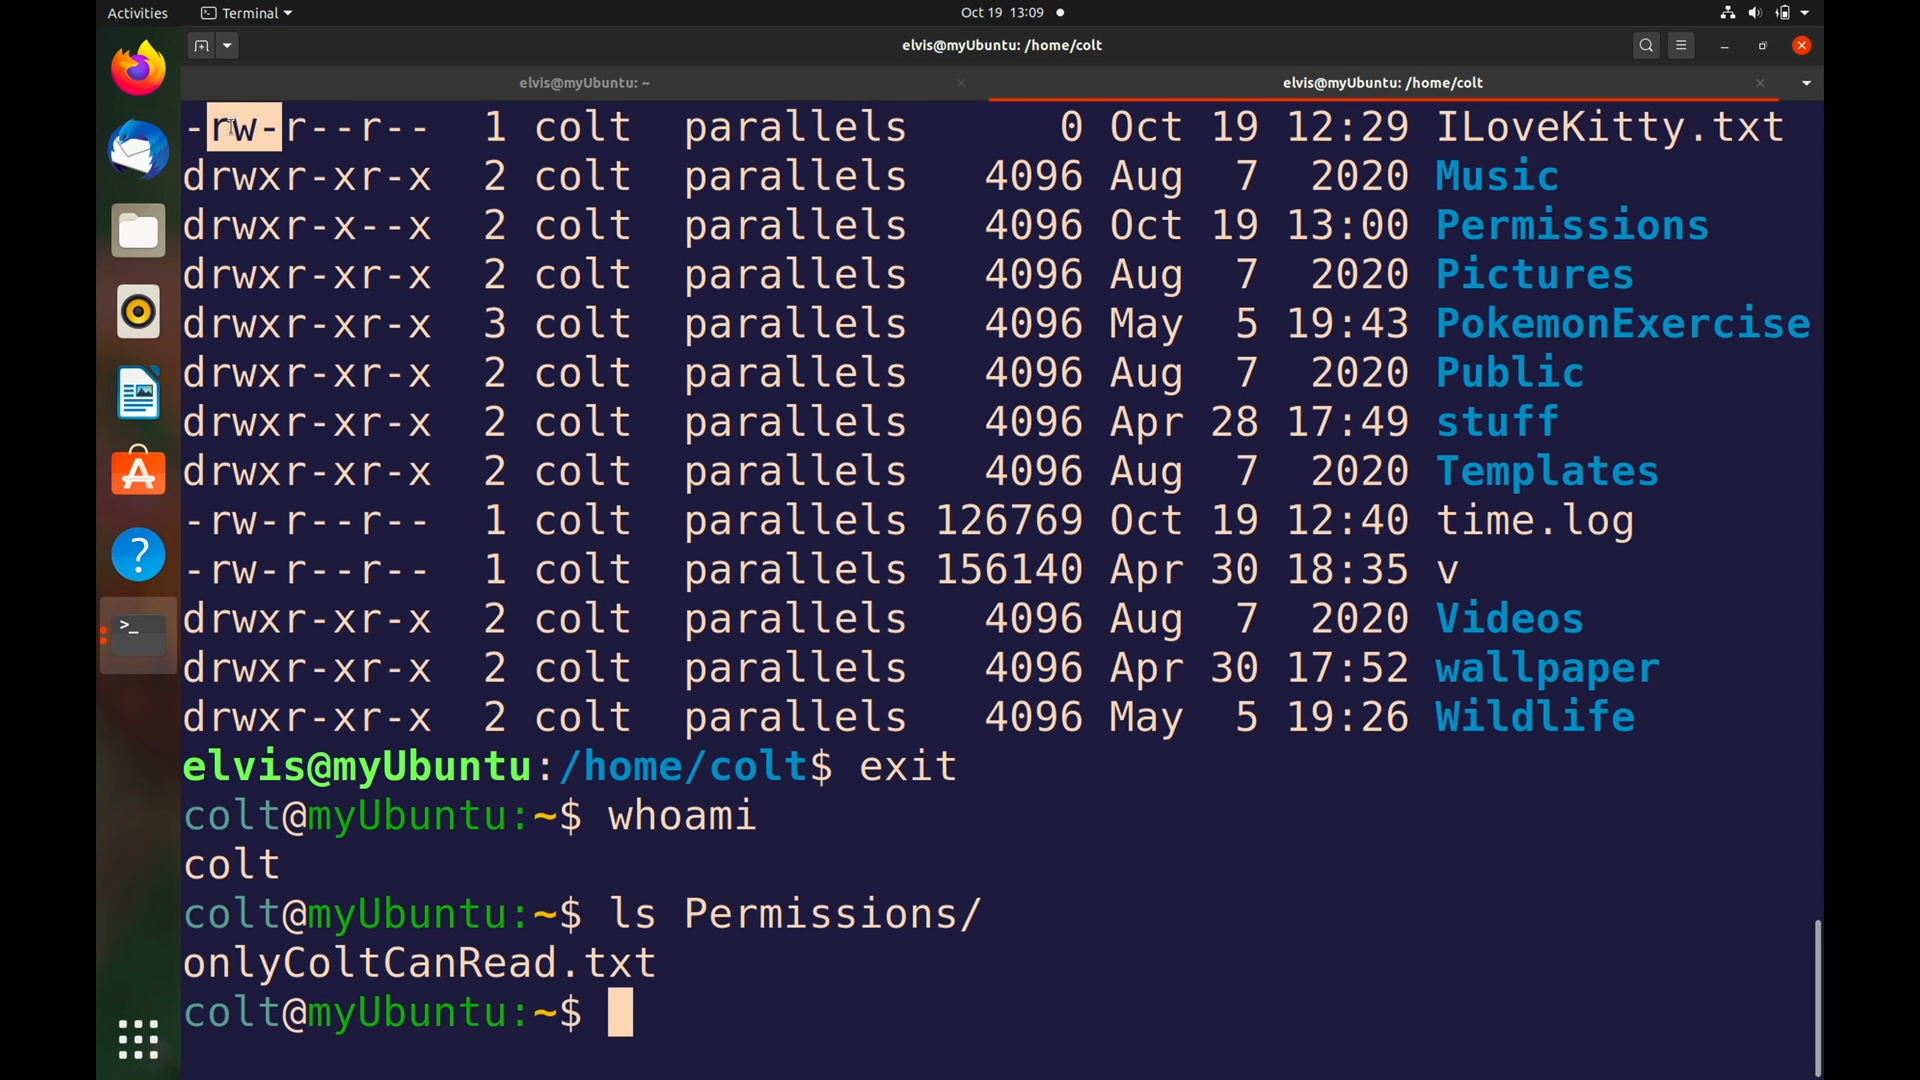 Activities Terminal Oct 19 13:09
elvis@myUbuntu: /home/colt
elvis@myUbuntu: ~ elvis@myUbuntu: /home/colt
-rw-r--r--  1 colt  parallels      0 Oct 19 12:29 ILoveKitty.txt
drwxr-xr-x  2 colt  parallels   4096 Aug  7  2020 Music
drwxr-x--x  2 colt  parallels   4096 Oct 19 13:00 Permissions
drwxr-xr-x  2 colt  parallels   4096 Aug  7  2020 Pictures
drwxr-xr-x  3 colt  parallels   4096 May  5 19:43 PokemonExercise
drwxr-xr-x  2 colt  parallels   4096 Aug  7  2020 Public
drwxr-xr-x  2 colt  parallels   4096 Apr 28 17:49 stuff
drwxr-xr-x  2 colt  parallels   4096 Aug  7  2020 Templates
-rw-r--r--  1 colt  parallels 126769 Oct 19 12:40 time.log
-rw-r--r--  1 colt  parallels 156140 Apr 30 18:35 v
drwxr-xr-x  2 colt  parallels   4096 Aug  7  2020 Videos
drwxr-xr-x  2 colt  parallels   4096 Apr 30 17:52 wallpaper
drwxr-xr-x  2 colt  parallels   4096 May  5 19:26 Wildlife
elvis@myUbuntu:/home/colt$ exit
colt@myUbuntu:~$ whoami
colt
colt@myUbuntu:~$ ls Permissions/
onlyColtCanRead.txt
colt@myUbuntu:~$